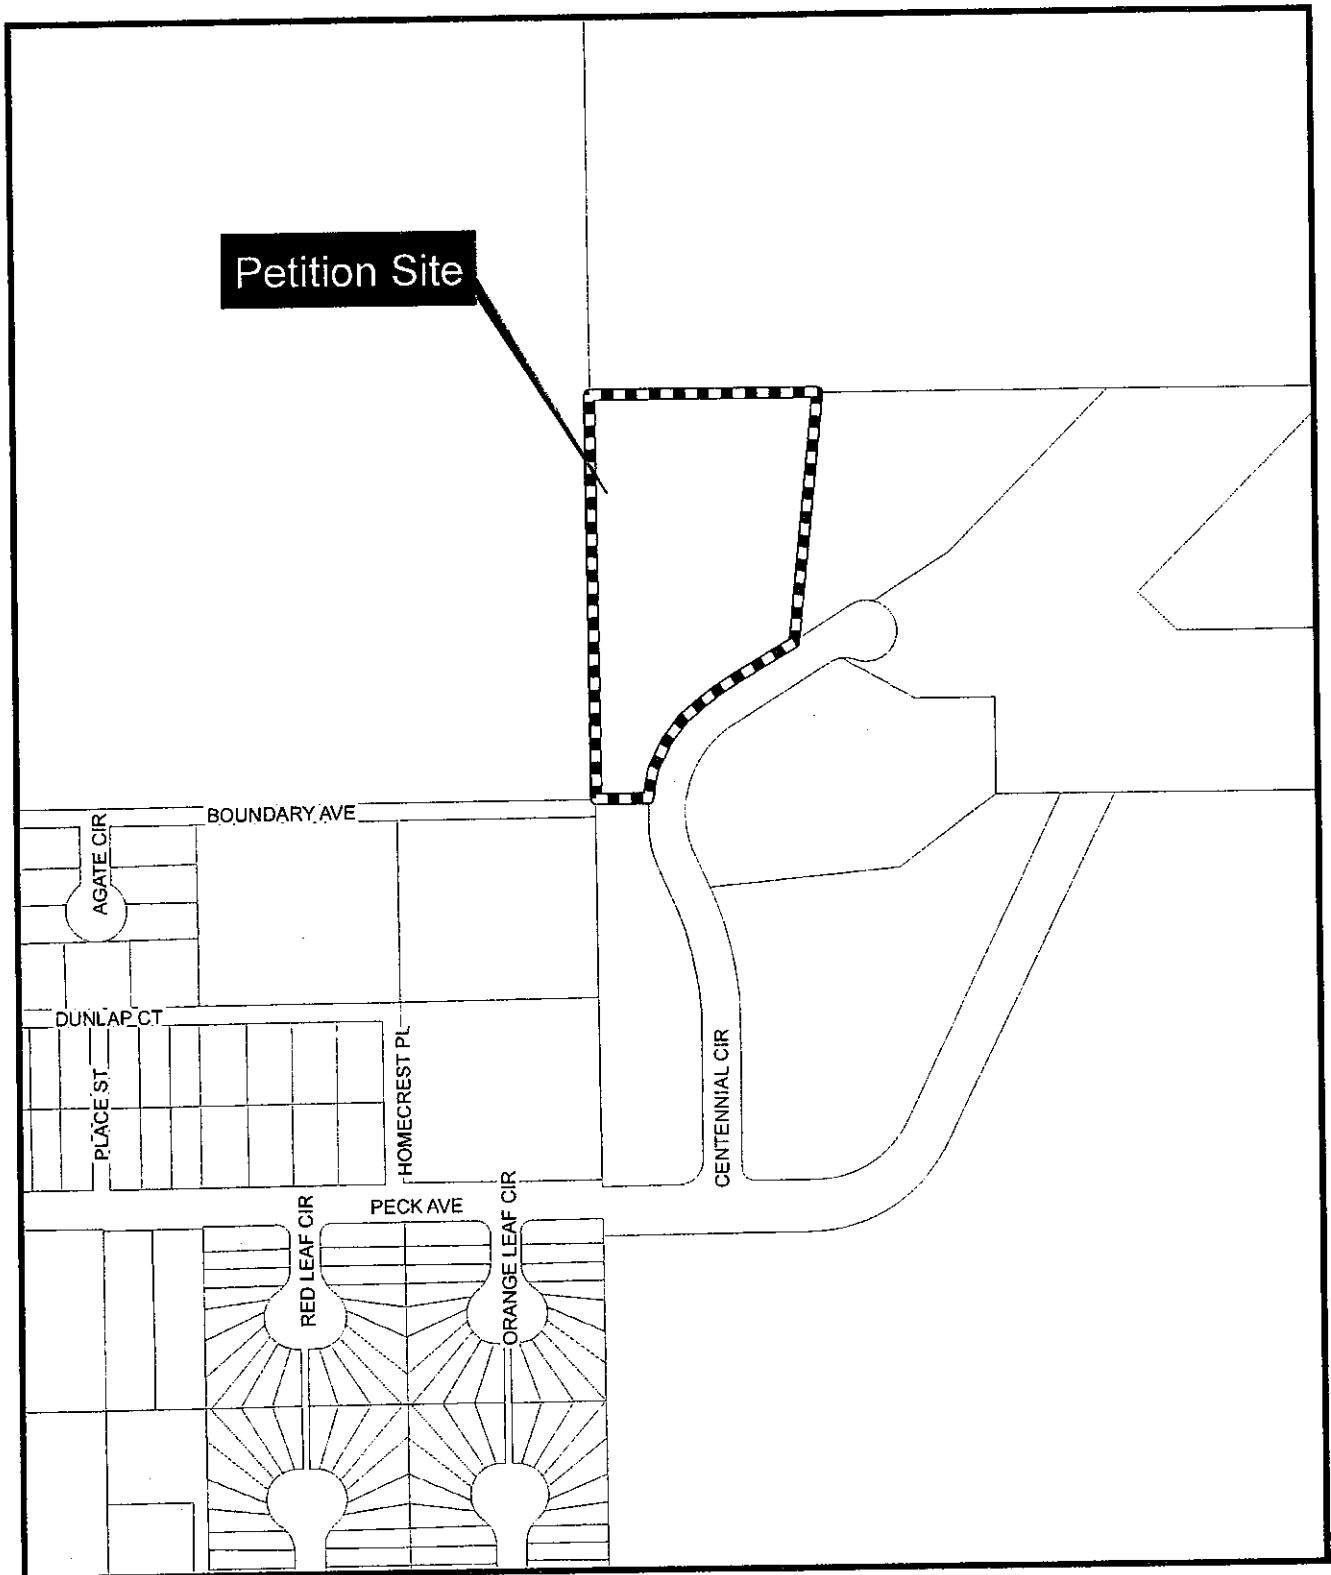 Petition Site
BOUNDARY AVE
AGATE CIR
DUNLAP CT
PLACE ST
HOMECREST PL
CENTENNIAL CIR
PECK AVE
RED LEAF CIR
ORANGE LEAF CIR